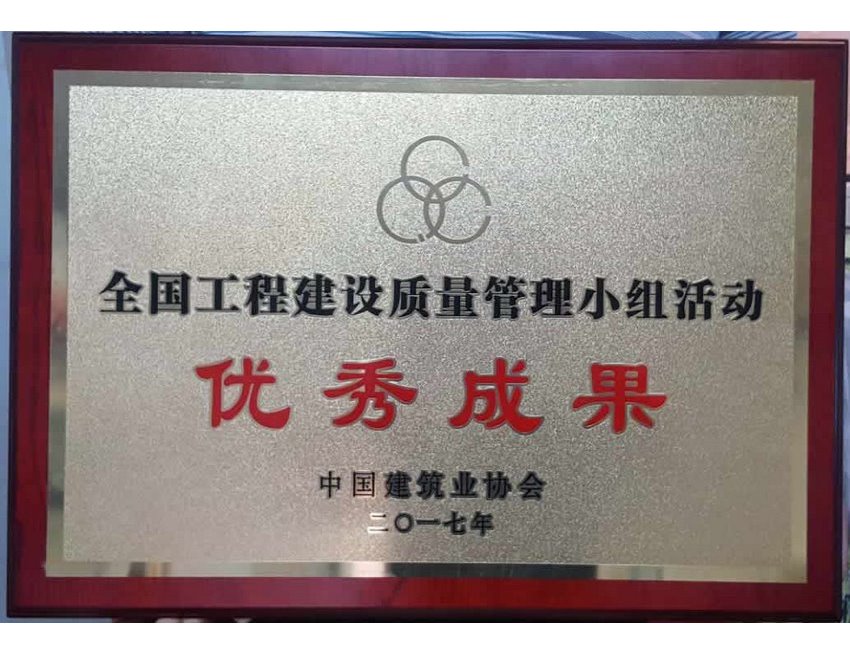 全国工程建设质量管理小组活动
优秀成果
中国建筑业协会
二〇一七年